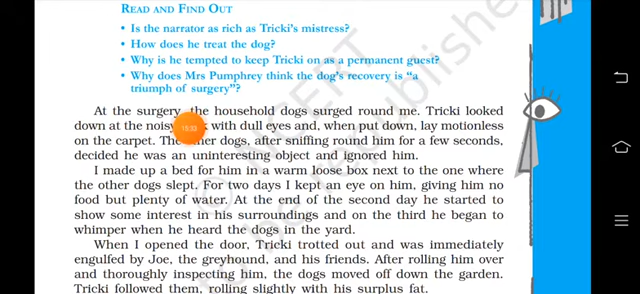 READ AND FIND OUT
• Is the narrator as rich as Tricki's mistress?
• How does he treat the dog?
• Why is he tempted to keep Tricki on as a permanent guest?
• Why does Mrs Pumphrey think the dog's recovery is "a
triumph of surgery"?
At the surgery, the household dogs surged round me. Tricki looked
down at the noisy with dull eyes and, when put down, lay motionless
on the carpet. The other dogs, after sniffing round him for a few seconds,
decided he was an uninteresting object and ignored him.
I made up a bed for him in a warm loose box next to the one where
the other dogs slept. For two days I kept an eye on him, giving him no
food but plenty of water. At the end of the second day he started to
show some interest in his surroundings and on the third he began to
whimper when he heard the dogs in the yard.
When I opened the door, Tricki trotted out and was immediately
engulfed by Joe, the greyhound, and his friends. After rolling him over
and thoroughly inspecting him, the dogs moved off down the garden.
Tricki followed them, rolling slightly with his surplus fat.
© NCERT
be republished